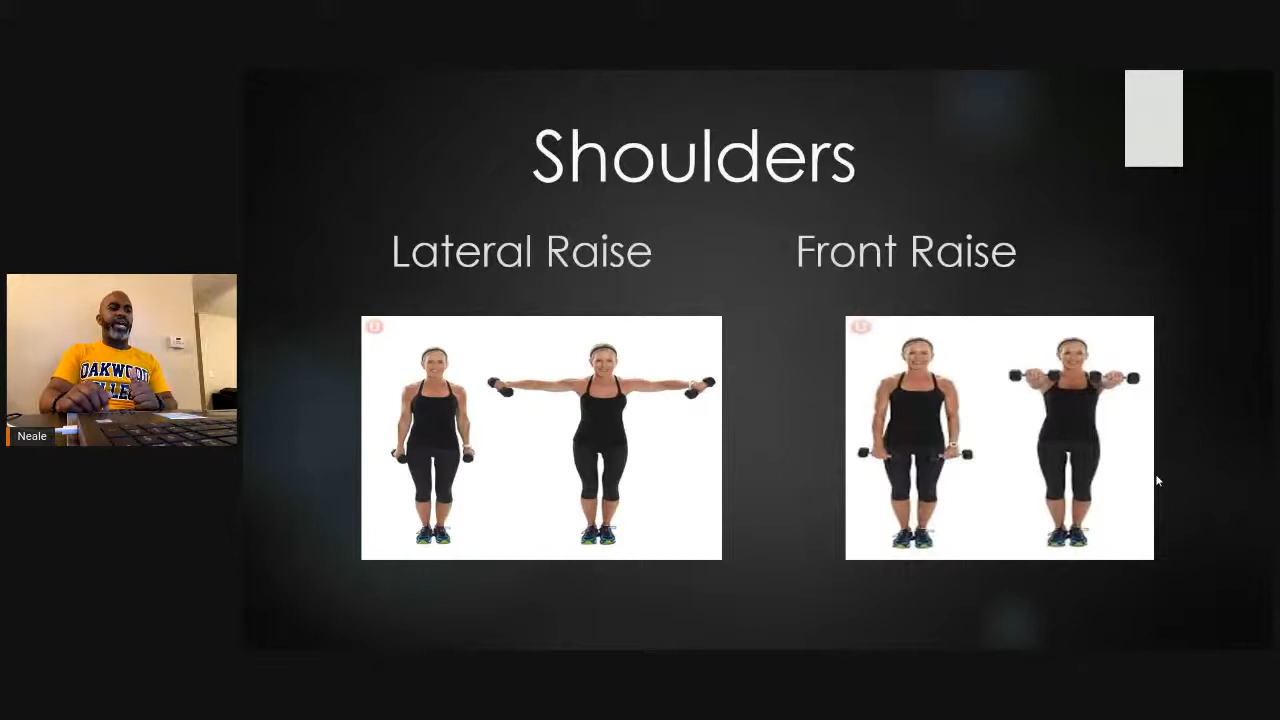 Shoulders
Lateral Raise
Front Raise
OAKWOOD
Neale